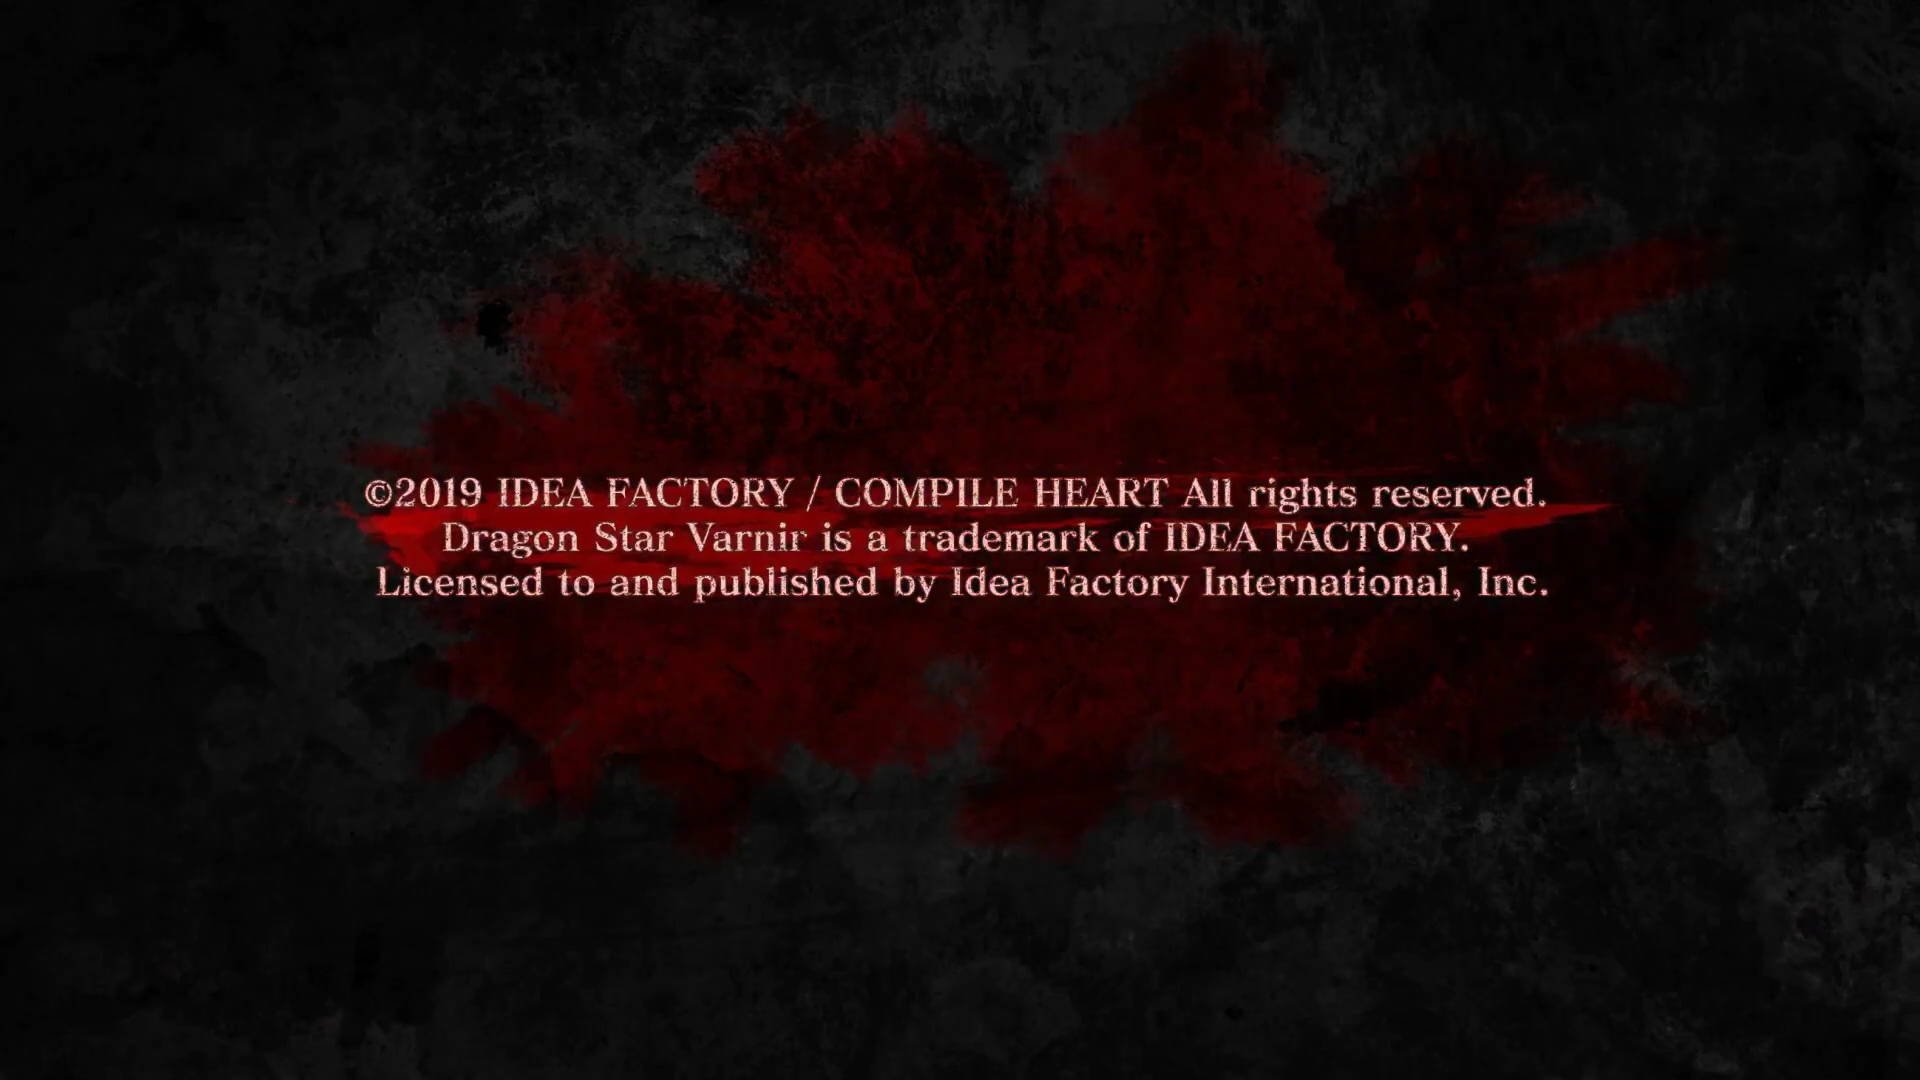 ©2019 IDEA FACTORY / COMPILE HEART All rights reserved.
Dragon Star Varnir is a trademark of IDEA FACTORY.
Licensed to and published by Idea Factory International, Inc.